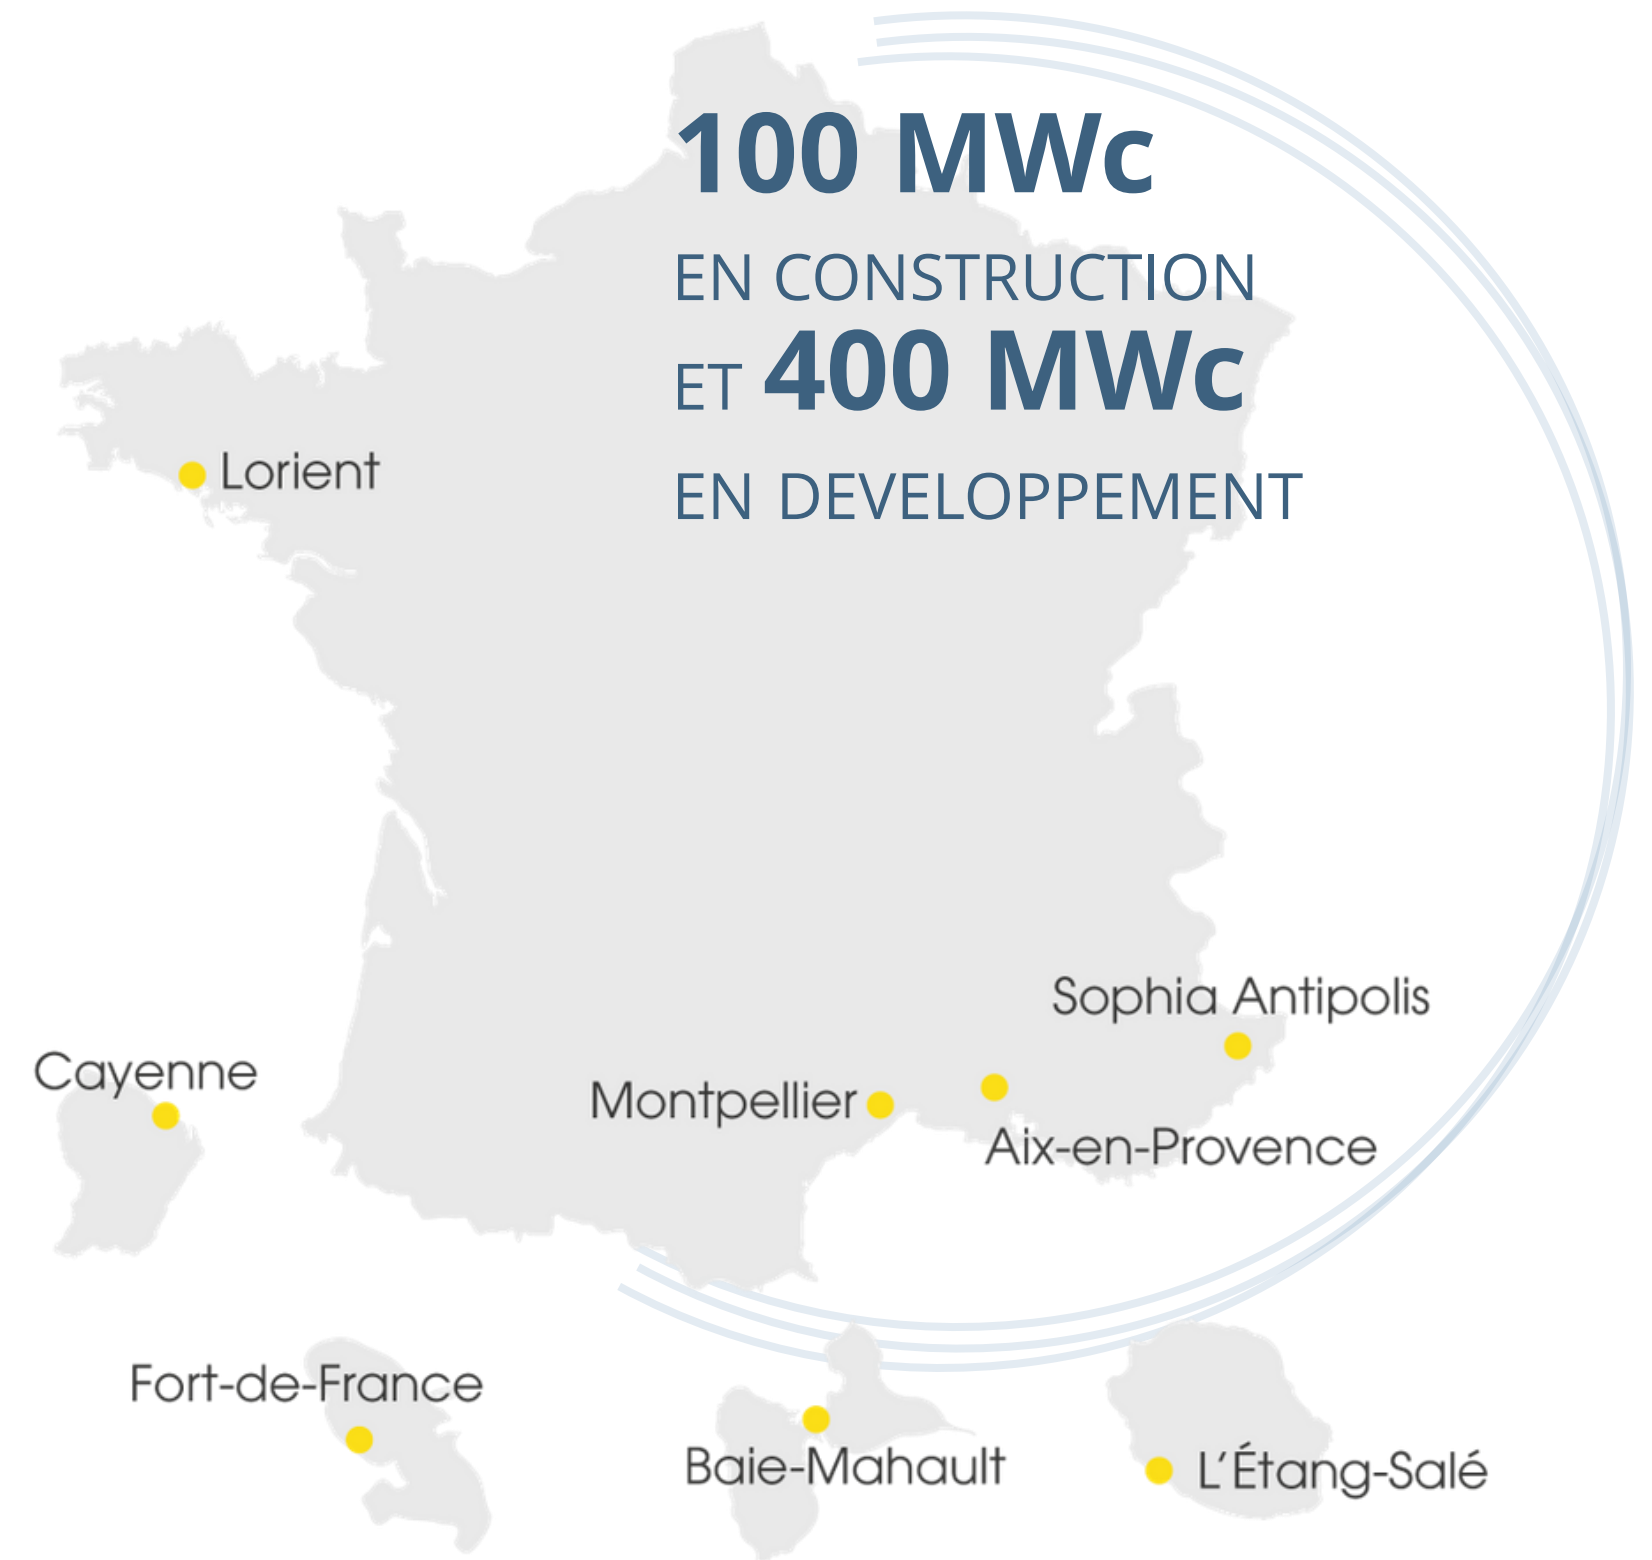 100 MWc
EN CONSTRUCTION
ET 400 MWc
EN DEVELOPPEMENT
Lorient
Sophia Antipolis
Cayenne
Montpellier
Aix-en-Provence
Fort-de-France
Baie-Mahault
L'Étang-Salé